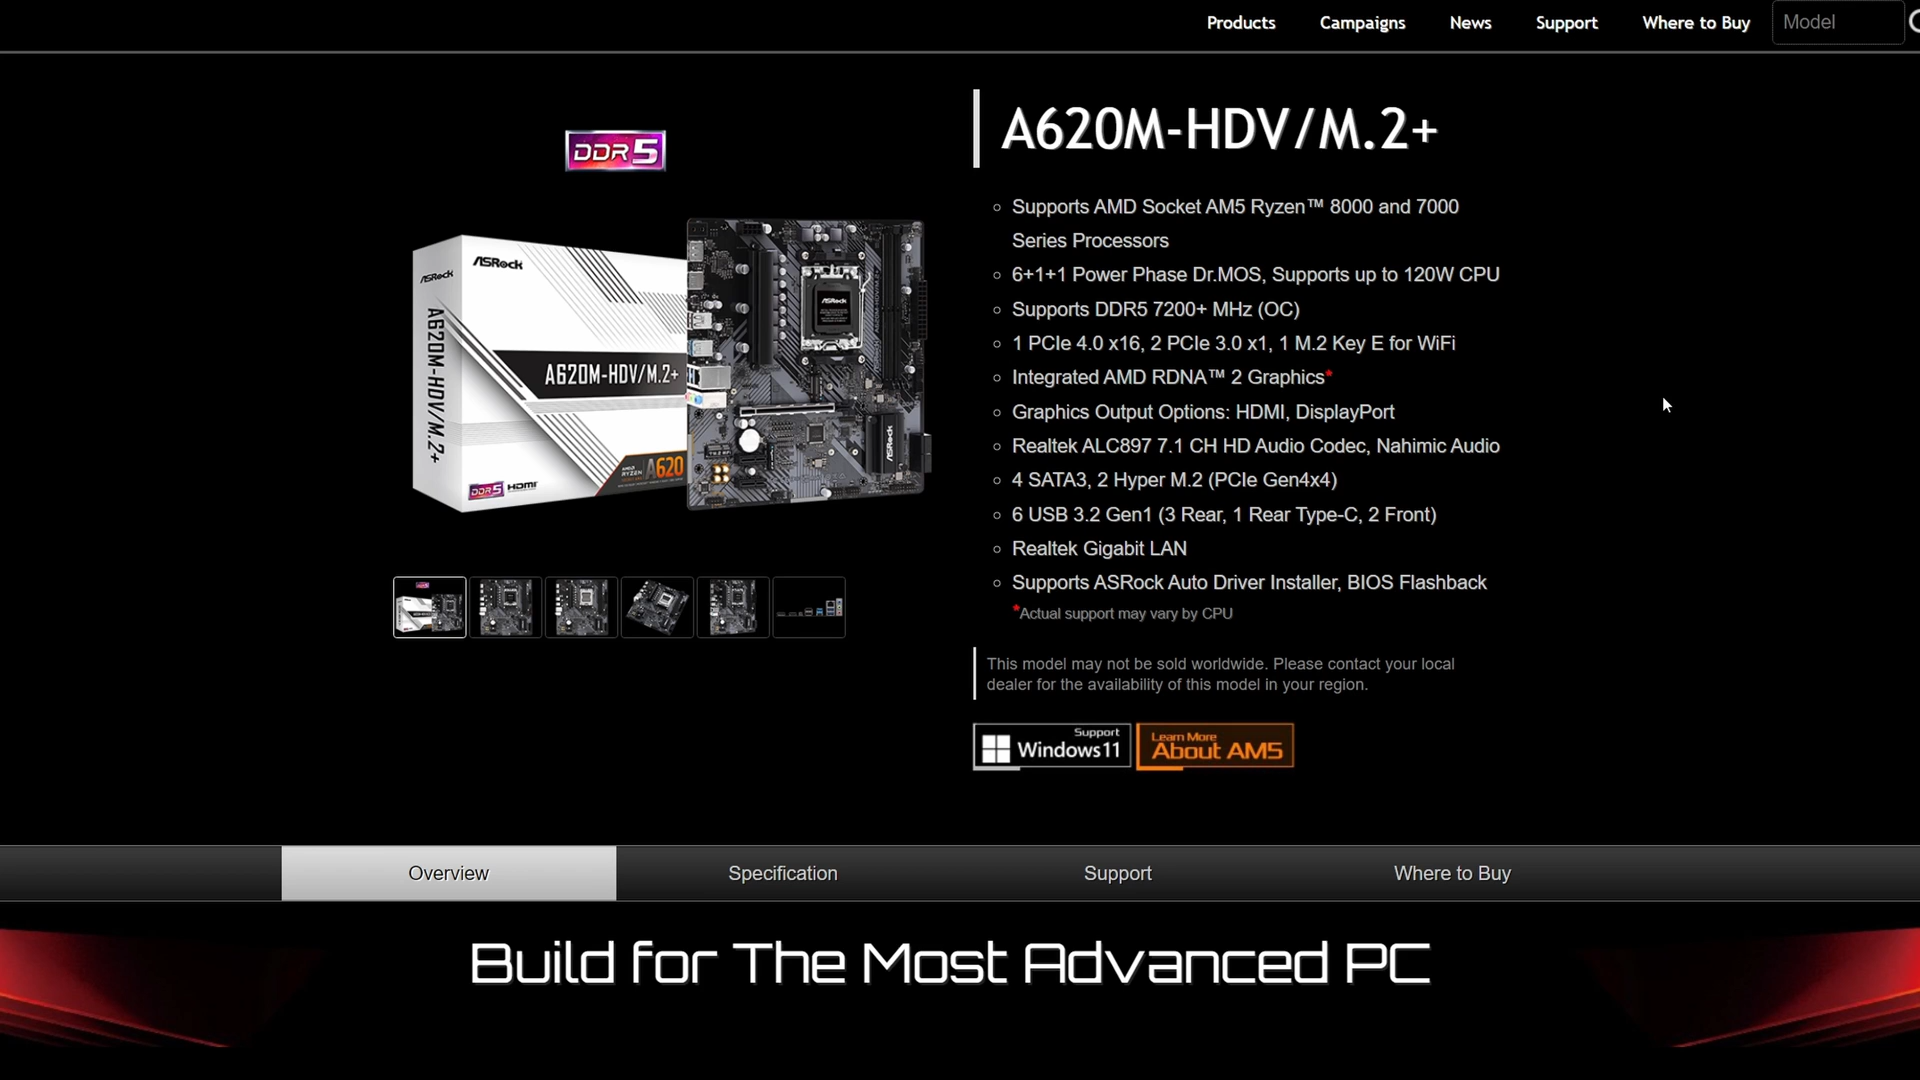 Products Campaigns News Support Where to Buy Model
A620M-HDV/M.2+
DDR5
Supports AMD Socket AM5 Ryzen™ 8000 and 7000
Series Processors
6+1+1 Power Phase Dr.MOS, Supports up to 120W CPU
Supports DDR5 7200+ MHz (OC)
1 PCIe 4.0 x16, 2 PCIe 3.0 x1, 1 M.2 Key E for WiFi
Integrated AMD RDNA™ 2 Graphics*
Graphics Output Options: HDMI, DisplayPort
Realtek ALC897 7.1 CH HD Audio Codec, Nahimic Audio
4 SATA3, 2 Hyper M.2 (PCIe Gen4x4)
6 USB 3.2 Gen1 (3 Rear, 1 Rear Type-C, 2 Front)
Realtek Gigabit LAN
Supports ASRock Auto Driver Installer, BIOS Flashback
*Actual support may vary by CPU
This model may not be sold worldwide. Please contact your local
dealer for the availability of this model in your region.
Support
Windows11
Learn More
About AM5
ASRock
ASRock
A620M-HDV/M.2+
A620M-HDV/M.2+
DDR5 HDMI
AMD
RYZEN
A620
ASRock
ASRock
Overview Specification Support Where to Buy
Build for The Most Advanced PC